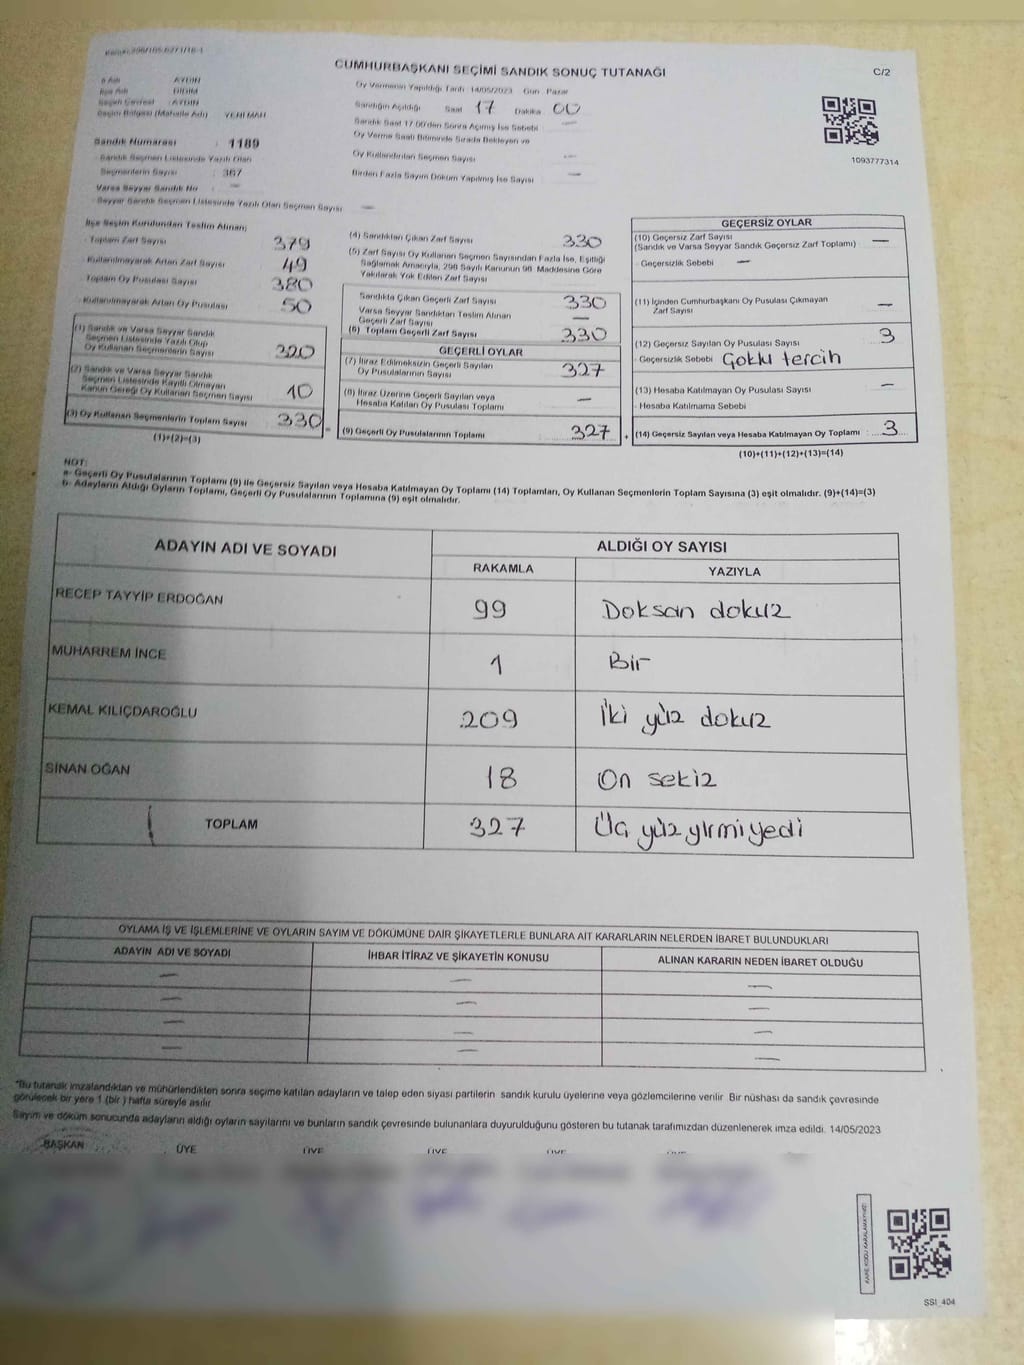 CUMHURBAŞKANI SEÇİMİ SANDIK SONUÇ TUTANAĞI
C/2
İl Adı AYDIN
İlçe Adı DİDİM
Seçim Çevresi AYDIN
Seçim Bölgesi (Mahalle Adı) YENİ MAH
Sandık Numarası : 1189
Sandık Seçmen Listesinde Yazılı Olan
Seçmenlerin Sayısı : 367
Varsa Seyyar Sandık No : —
Seyyar Sandık Seçmen Listesinde Yazılı Olan Seçmen Sayısı —
Oy Vermenin Yapıldığı Tarih 14/05/2023 Gün Pazar
Sandığın Açıldığı Saat 17 Dakika 00
Sandık Saat 17:00'den Sonra Açılmış İse Sebebi —
Oy Verme Saati Bitiminde Sırada Bekleyen ve
Oy Kullandırılan Seçmen Sayısı —
Birden Fazla Sayım Döküm Yapılmış İse Sayısı —
1093777314
İlçe Seçim Kurulundan Teslim Alınan;
Toplam Zarf Sayısı 379
Kullanılmayarak Artan Zarf Sayısı 49
Toplam Oy Pusulası Sayısı 380
Kullanılmayarak Artan Oy Pusulası 50
(1) Sandık ve Varsa Seyyar Sandık
Seçmen Listesinde Yazılı Olup
Oy Kullanan Seçmenlerin Sayısı 320
(2) Sandık ve Varsa Seyyar Sandık
Seçmen Listesinde Kayıtlı Olmayan
Kanun Gereği Oy Kullanan Seçmen Sayısı 10
(3) Oy Kullanan Seçmenlerin Toplam Sayısı 330
(1)+(2)=(3)
(4) Sandıktan Çıkan Zarf Sayısı 330
(5) Zarf Sayısı Oy Kullanan Seçmen Sayısından Fazla İse, Eşitliği
Sağlamak Amacıyla, 298 Sayılı Kanunun 98. Maddesine Göre
Yakılarak Yok Edilen Zarf Sayısı
Sandıkta Çıkan Geçerli Zarf Sayısı 330
Varsa Seyyar Sandıktan Teslim Alınan
Geçerli Zarf Sayısı —
(6) Toplam Geçerli Zarf Sayısı 330
GEÇERLİ OYLAR
(7) İtiraz Edilmeksizin Geçerli Sayılan
Oy Pusulalarının Sayısı 327
(8) İtiraz Üzerine Geçerli Sayılan veya
Hesaba Katılan Oy Pusulası Toplamı —
(9) Geçerli Oy Pusulalarının Toplamı 327
GEÇERSİZ OYLAR
(10) Geçersiz Zarf Sayısı
(Sandık ve Varsa Seyyar Sandık Geçersiz Zarf Toplamı) —
- Geçersizlik Sebebi —
(11) İçinden Cumhurbaşkanı Oy Pusulası Çıkmayan
Zarf Sayısı —
(12) Geçersiz Sayılan Oy Pusulası Sayısı 3
- Geçersizlik Sebebi Çoklu tercih
(13) Hesaba Katılmayan Oy Pusulası Sayısı —
- Hesaba Katılmama Sebebi
(14) Geçersiz Sayılan veya Hesaba Katılmayan Oy Toplamı : 3
(10)+(11)+(12)+(13)=(14)
NOT:
a- Geçerli Oy Pusulalarının Toplamı (9) ile Geçersiz Sayılan veya Hesaba Katılmayan Oy Toplamı (14) Toplamları, Oy Kullanan Seçmenlerin Toplam Sayısına (3) eşit olmalıdır. (9)+(14)=(3)
b- Adayların Aldığı Oyların Toplamı, Geçerli Oy Pusulalarının Toplamına (9) eşit olmalıdır.
ADAYIN ADI VE SOYADI
ALDIĞI OY SAYISI
RAKAMLA YAZIYLA
RECEP TAYYİP ERDOĞAN 99 Doksan dokuz
MUHARREM İNCE 1 Bir
KEMAL KILIÇDAROĞLU 209 İki yüz dokuz
SİNAN OĞAN 18 On sekiz
TOPLAM 327 Üç yüz yirmi yedi
OYLAMA İŞ VE İŞLEMLERİNE VE OYLARIN SAYIM VE DÖKÜMÜNE DAİR ŞİKAYETLERLE BUNLARA AİT KARARLARIN NELERDEN İBARET BULUNDUKLARI
ADAYIN ADI VE SOYADI İHBAR İTİRAZ VE ŞİKAYETİN KONUSU ALINAN KARARIN NEDEN İBARET OLDUĞU
— — —
— — —
— — —
— — —
*Bu tutanak imzalandıktan ve mühürlendikten sonra seçime katılan adayların ve talep eden siyasi partilerin sandık kurulu üyelerine veya gözlemcilerine verilir. Bir nüshası da sandık çevresinde
görülecek bir yere 1 (bir ) hafta süreyle asılır.
Sayım ve döküm sonucunda adayların aldığı oyların sayılarını ve bunların sandık çevresinde bulunanlara duyurulduğunu gösteren bu tutanak tarafımızdan düzenlenerek imza edildi. 14/05/2023
BAŞKAN ÜYE ÜYE ÜYE ÜYE ÜYE
KARE KODU KARALAMAYINIZ!
SSI_404